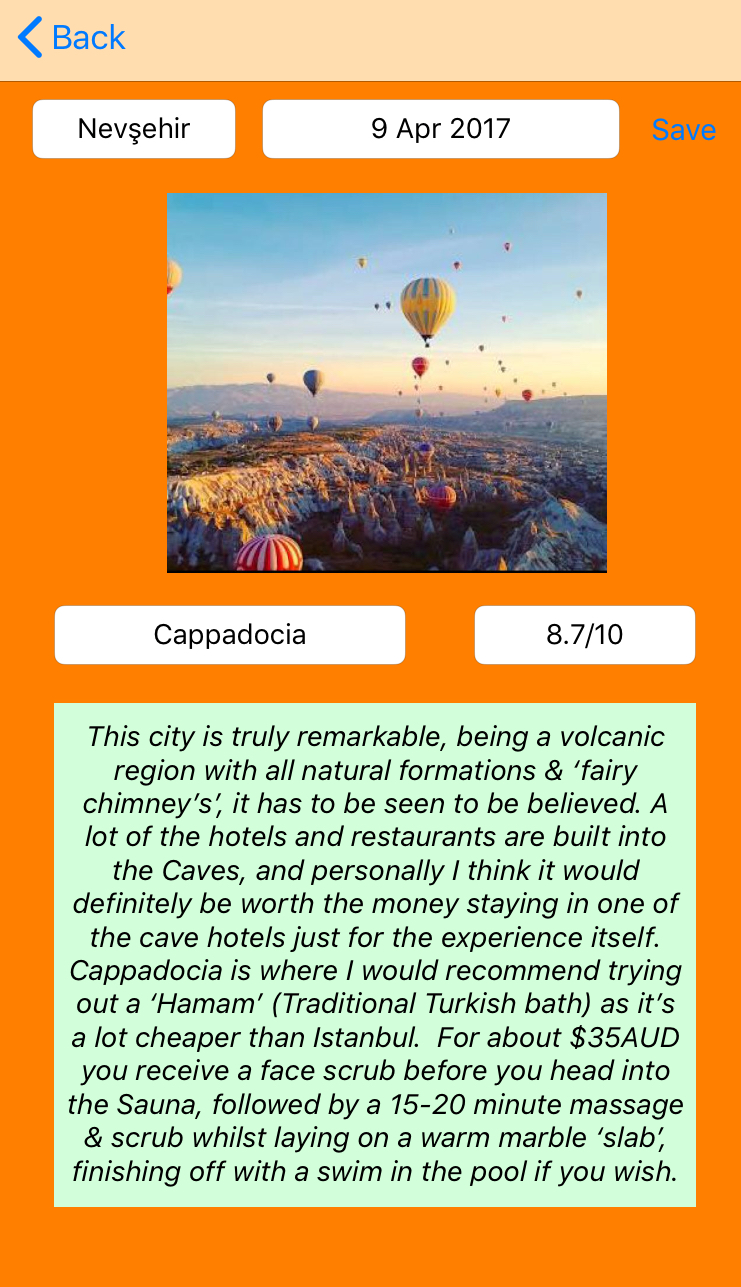 Back
Nevşehir
9 Apr 2017
Save
Cappadocia
8.7/10
This city is truly remarkable, being a volcanic
region with all natural formations & ‘fairy
chimney’s’, it has to be seen to be believed. A
lot of the hotels and restaurants are built into
the Caves, and personally I think it would
definitely be worth the money staying in one of
the cave hotels just for the experience itself.
Cappadocia is where I would recommend trying
out a ‘Hamam’ (Traditional Turkish bath) as it’s
a lot cheaper than Istanbul.  For about $35AUD
you receive a face scrub before you head into
the Sauna, followed by a 15-20 minute massage
& scrub whilst laying on a warm marble ‘slab’,
finishing off with a swim in the pool if you wish.